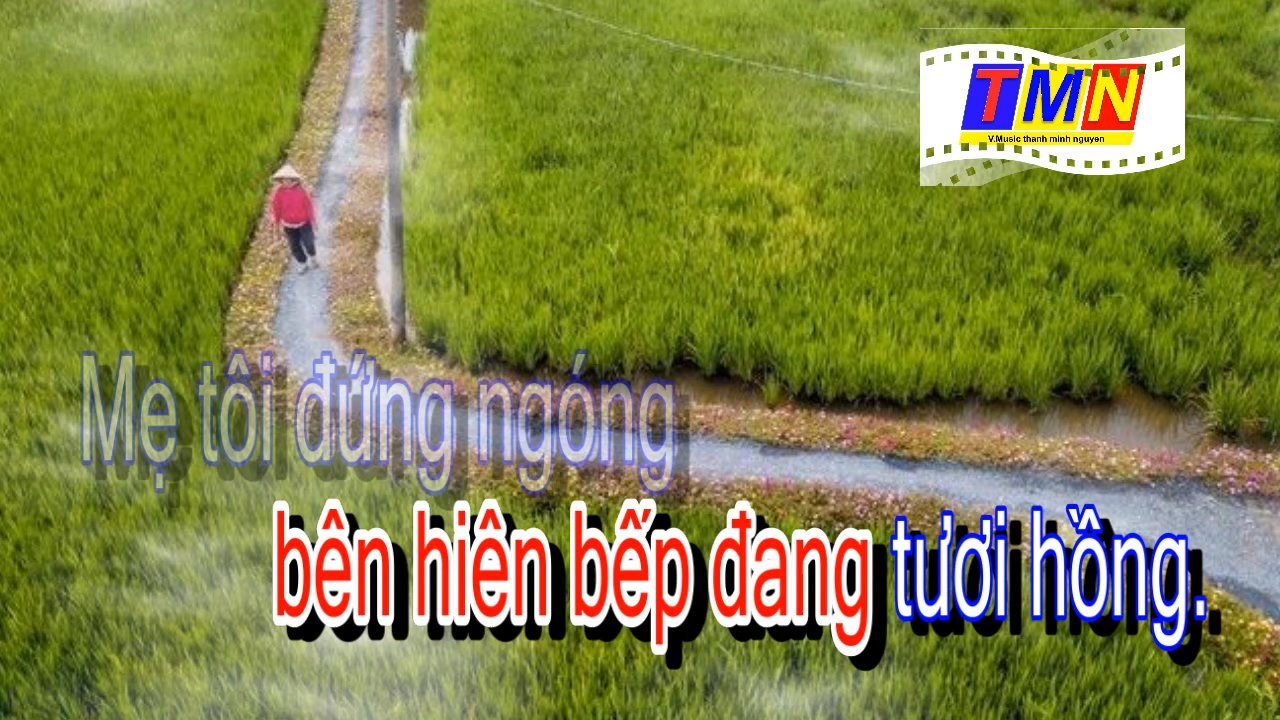 TMN
V.Music thanh minh nguyen
Mẹ tôi đứng ngóng
bên hiên bếp đang tươi hồng.